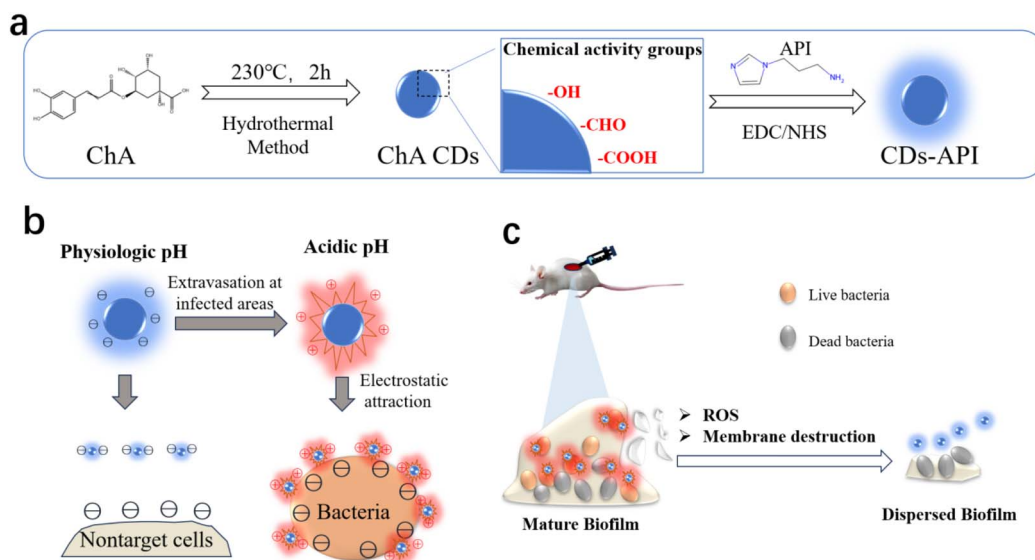 a
230℃, 2h
Hydrothermal
Method
ChA
ChA CDs
Chemical activity groups
-OH
-CHO
-COOH
API
NH₂
EDC/NHS
CDs-API
b
Physiologic pH
Acidic pH
Extravasation at
infected areas
Electrostatic
attraction
Nontarget cells
Bacteria
c
Live bacteria
Dead bacteria
➢ ROS
➢ Membrane destruction
Mature Biofilm
Dispersed Biofilm